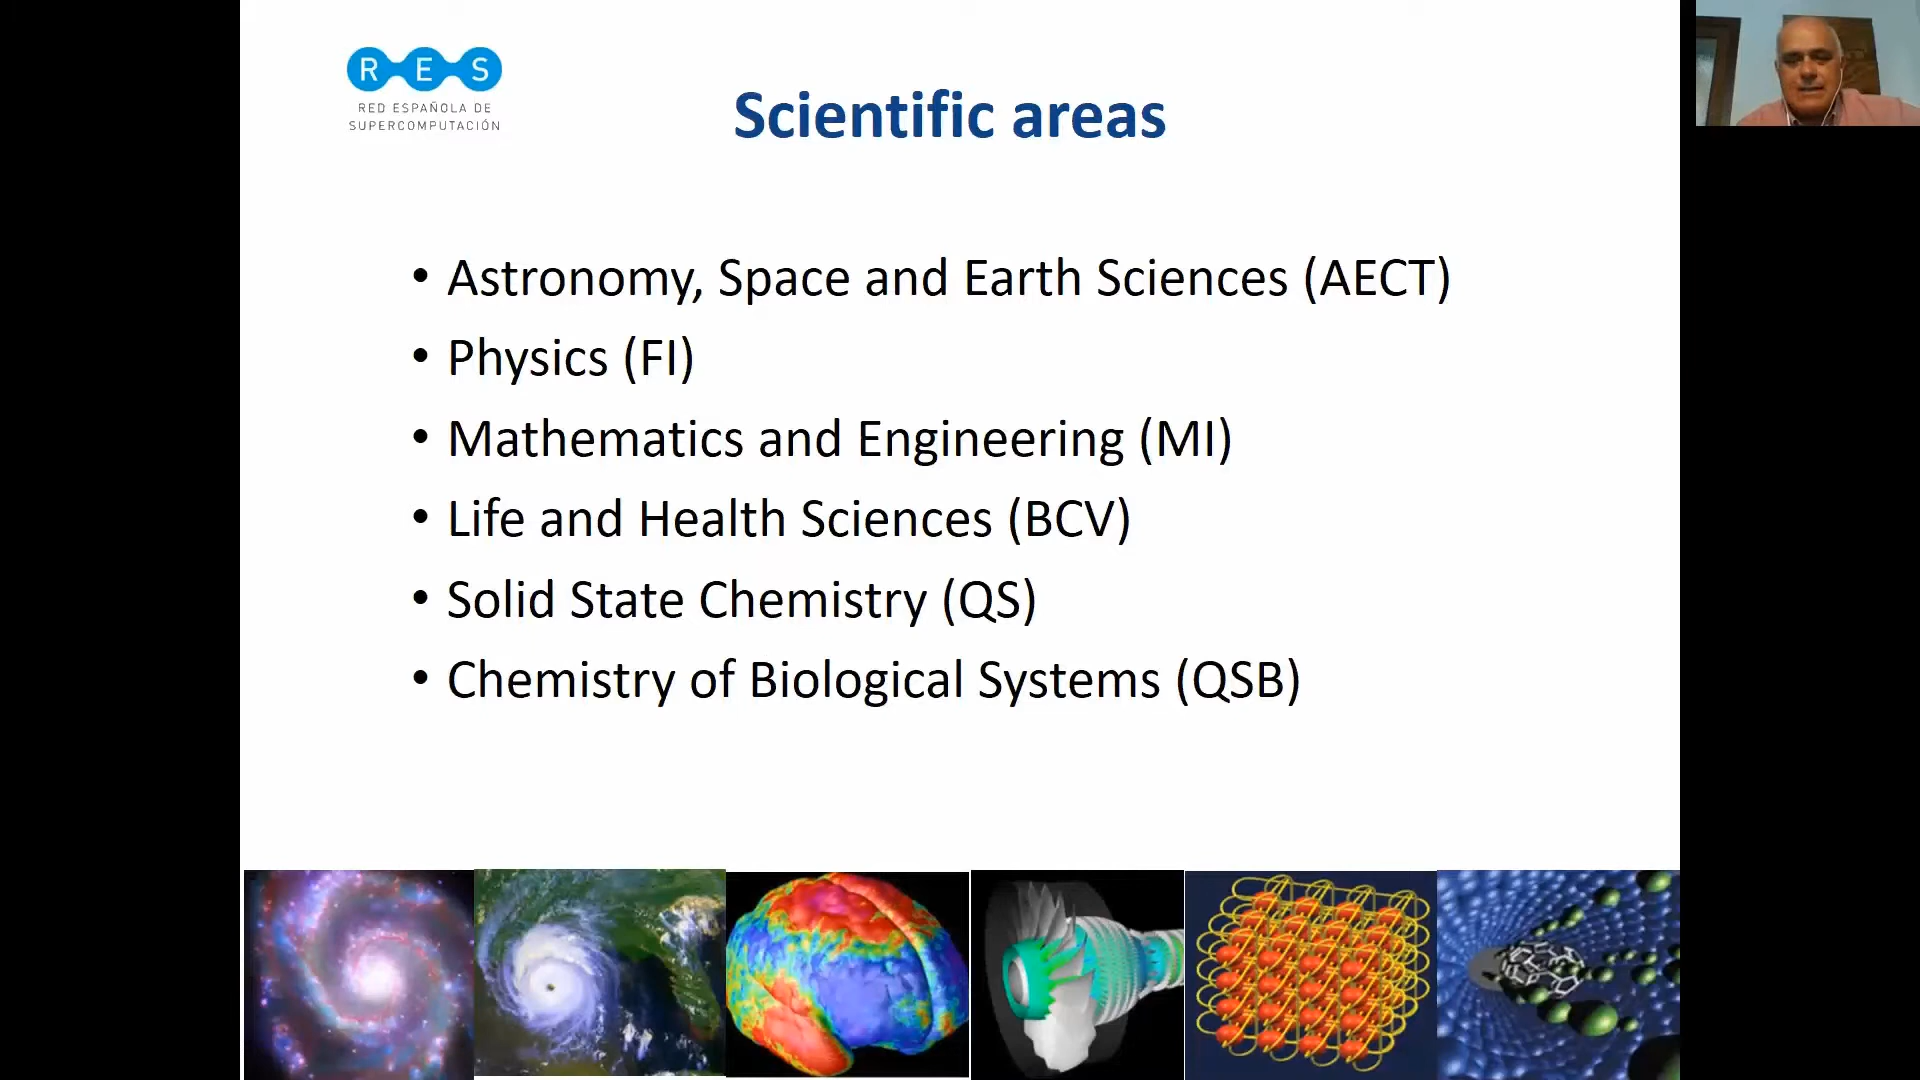 RES
RED ESPAÑOLA DE
SUPERCOMPUTACIÓN
Scientific areas
• Astronomy, Space and Earth Sciences (AECT)
• Physics (FI)
• Mathematics and Engineering (MI)
• Life and Health Sciences (BCV)
• Solid State Chemistry (QS)
• Chemistry of Biological Systems (QSB)